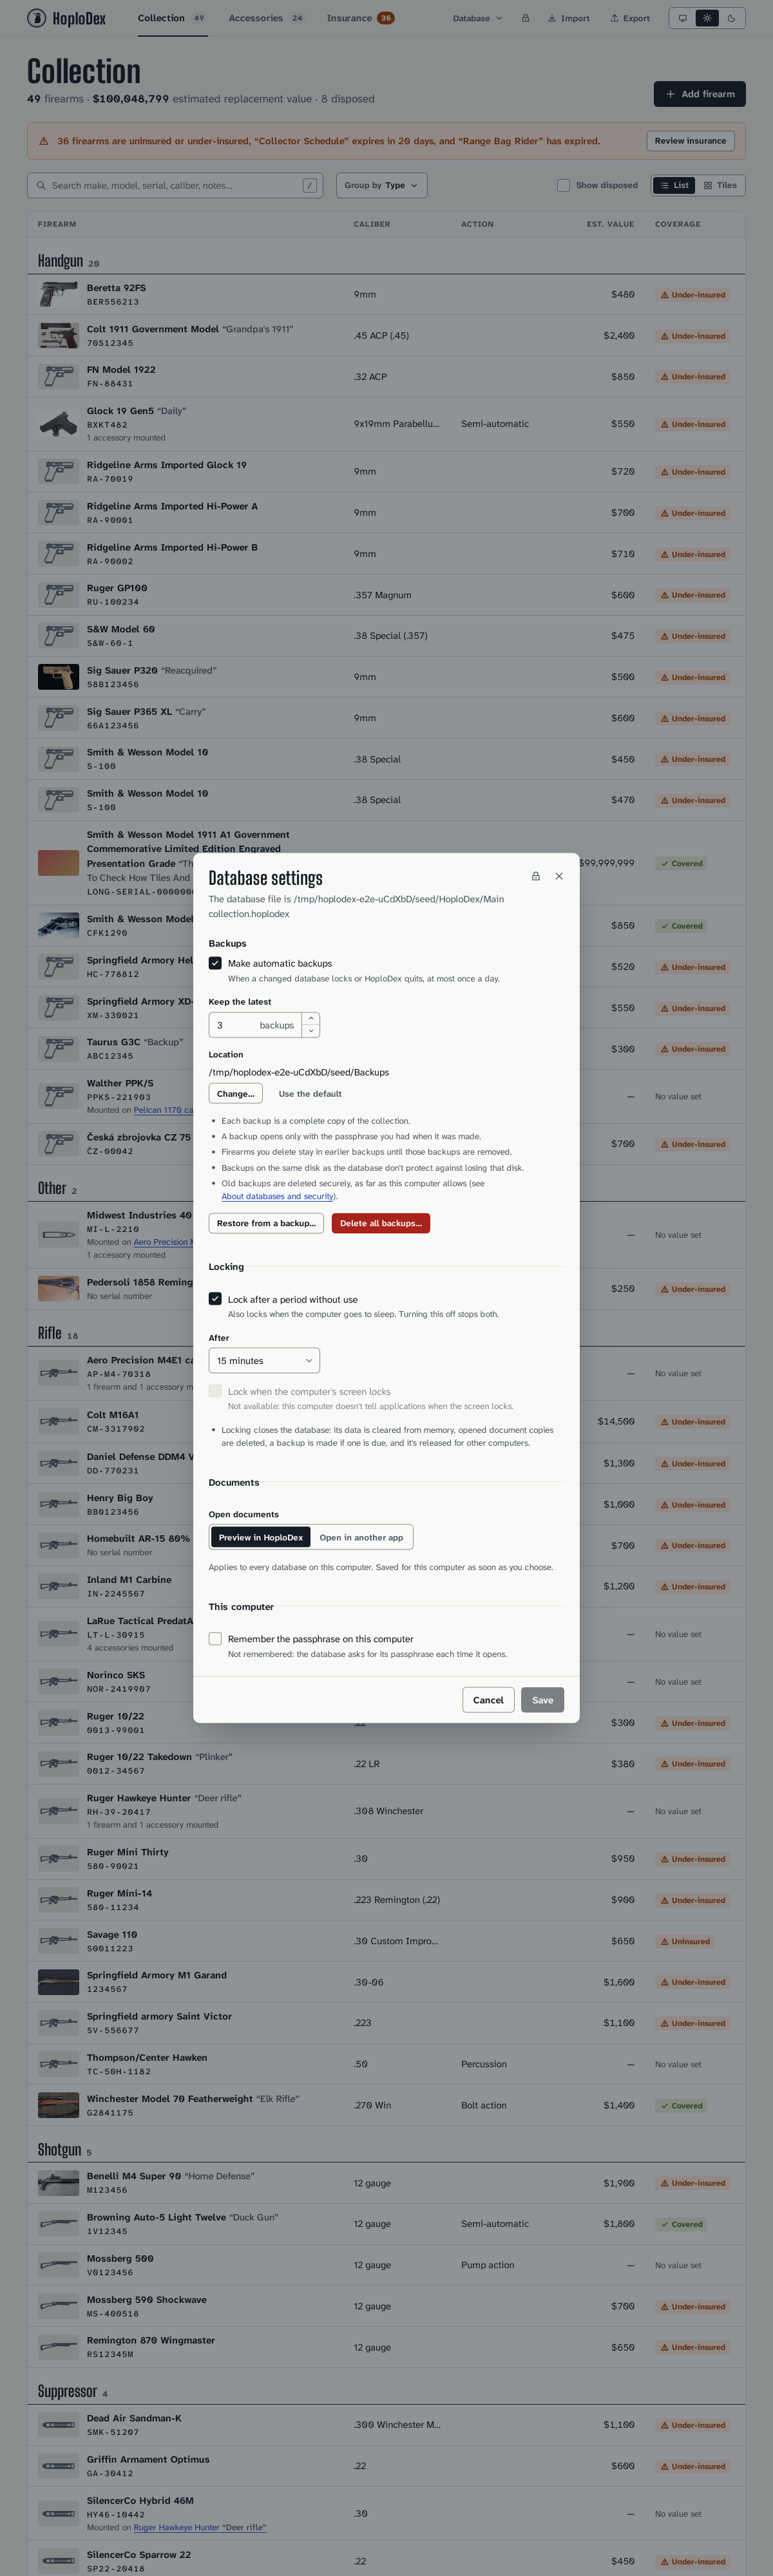 HoploDex
Collection 49
Accessories 24
Insurance 36
Database
Import
Export
Collection
49 firearms · $100,048,799 estimated replacement value · 8 disposed
Add firearm
36 firearms are uninsured or under-insured, “Collector Schedule” expires in 20 days, and “Range Bag Rider” has expired.
Review insurance
Search make, model, serial, caliber, notes…
/
Group by Type
Show disposed
List
Tiles
FIREARM CALIBER ACTION EST. VALUE COVERAGE
Handgun 20
Beretta 92FS
BER556213
9mm $480 Under-insured
Colt 1911 Government Model “Grandpa's 1911”
70S12345
.45 ACP (.45) $2,400 Under-insured
FN Model 1922
FN-88431
.32 ACP $850 Under-insured
Glock 19 Gen5 “Daily”
BXKT482
1 accessory mounted
9x19mm Parabellu… Semi-automatic $550 Under-insured
Ridgeline Arms Imported Glock 19
RA-70019
9mm $720 Under-insured
Ridgeline Arms Imported Hi-Power A
RA-90001
9mm $700 Under-insured
Ridgeline Arms Imported Hi-Power B
RA-90002
9mm $710 Under-insured
Ruger GP100
RU-100234
.357 Magnum $600 Under-insured
S&W Model 60
S&W-60-1
.38 Special (.357) $475 Under-insured
Sig Sauer P320 “Reacquired”
58B123456
9mm $500 Under-insured
Sig Sauer P365 XL “Carry”
66A123456
9mm $600 Under-insured
Smith & Wesson Model 10
S-100
.38 Special $450 Under-insured
Smith & Wesson Model 10
S-100
.38 Special $470 Under-insured
Smith & Wesson Model 1911 A1 Government
Commemorative Limited Edition Engraved
Presentation Grade “Th
To Check How Tiles And
LONG-SERIAL-000000
$99,999,999 Covered
Smith & Wesson Model
CFK1290
$850 Covered
Springfield Armory Hel
HC-778812
$520 Under-insured
Springfield Armory XD-
XM-330021
$550 Under-insured
Taurus G3C “Backup”
ABC12345
$300 Under-insured
Walther PPK/S
PPKS-221903
Mounted on Pelican 1170 ca
— No value set
Česká zbrojovka CZ 75
ČZ-00042
$700 Under-insured
Other 2
Midwest Industries 40
MI-L-2210
Mounted on Aero Precision M
1 accessory mounted
— No value set
Pedersoli 1858 Reming
No serial number
$250 Under-insured
Rifle 18
Aero Precision M4E1 ca
AP-M4-70318
1 firearm and 1 accessory m
— No value set
Colt M16A1
CM-3317902
$14,500 Under-insured
Daniel Defense DDM4 V
DD-770231
$1,300 Under-insured
Henry Big Boy
BB0123456
$1,000 Under-insured
Homebuilt AR-15 80%
No serial number
$700 Under-insured
Inland M1 Carbine
IN-2245567
$1,200 Under-insured
LaRue Tactical PredatA
LT-L-30915
4 accessories mounted
— No value set
Norinco SKS
NOR-2419907
— No value set
Ruger 10/22
0013-99001
.22 $300 Under-insured
Ruger 10/22 Takedown “Plinker”
0012-34567
.22 LR $380 Under-insured
Ruger Hawkeye Hunter “Deer rifle”
RH-39-20417
1 firearm and 1 accessory mounted
.308 Winchester — No value set
Ruger Mini Thirty
580-90021
.30 $950 Under-insured
Ruger Mini-14
580-11234
.223 Remington (.22) $900 Under-insured
Savage 110
S0011223
.30 Custom Impro… $650 Uninsured
Springfield Armory M1 Garand
1234567
.30-06 $1,600 Under-insured
Springfield armory Saint Victor
SV-556677
.223 $1,100 Under-insured
Thompson/Center Hawken
TC-50H-1182
.50 Percussion — No value set
Winchester Model 70 Featherweight “Elk Rifle”
G2841175
.270 Win Bolt action $1,400 Covered
Shotgun 5
Benelli M4 Super 90 “Home Defense”
M123456
12 gauge $1,900 Under-insured
Browning Auto-5 Light Twelve “Duck Gun”
1V12345
12 gauge Semi-automatic $1,800 Covered
Mossberg 500
V0123456
12 gauge Pump action — No value set
Mossberg 590 Shockwave
MS-400518
12 gauge $700 Under-insured
Remington 870 Wingmaster
RS12345M
12 gauge $650 Under-insured
Suppressor 4
Dead Air Sandman-K
SMK-51207
.300 Winchester M… $1,100 Under-insured
Griffin Armament Optimus
GA-30412
.22 $600 Under-insured
SilencerCo Hybrid 46M
HY46-10442
Mounted on Ruger Hawkeye Hunter “Deer rifle”
.30 — No value set
SilencerCo Sparrow 22
SP22-20418
.22 $450 Under-insured
Database settings
The database file is /tmp/hoplodex-e2e-uCdXbD/seed/HoploDex/Main
collection.hoplodex
Backups
Make automatic backups
When a changed database locks or HoploDex quits, at most once a day.
Keep the latest
3 backups
Location
/tmp/hoplodex-e2e-uCdXbD/seed/Backups
Change…
Use the default
Each backup is a complete copy of the collection.
A backup opens only with the passphrase you had when it was made.
Firearms you delete stay in earlier backups until those backups are removed.
Backups on the same disk as the database don't protect against losing that disk.
Old backups are deleted securely, as far as this computer allows (see
About databases and security).
Restore from a backup…
Delete all backups…
Locking
Lock after a period without use
Also locks when the computer goes to sleep. Turning this off stops both.
After
15 minutes
Lock when the computer's screen locks
Not available: this computer doesn't tell applications when the screen locks.
Locking closes the database: its data is cleared from memory, opened document copies
are deleted, a backup is made if one is due, and it's released for other computers.
Documents
Open documents
Preview in HoploDex
Open in another app
Applies to every database on this computer. Saved for this computer as soon as you choose.
This computer
Remember the passphrase on this computer
Not remembered: the database asks for its passphrase each time it opens.
Cancel
Save